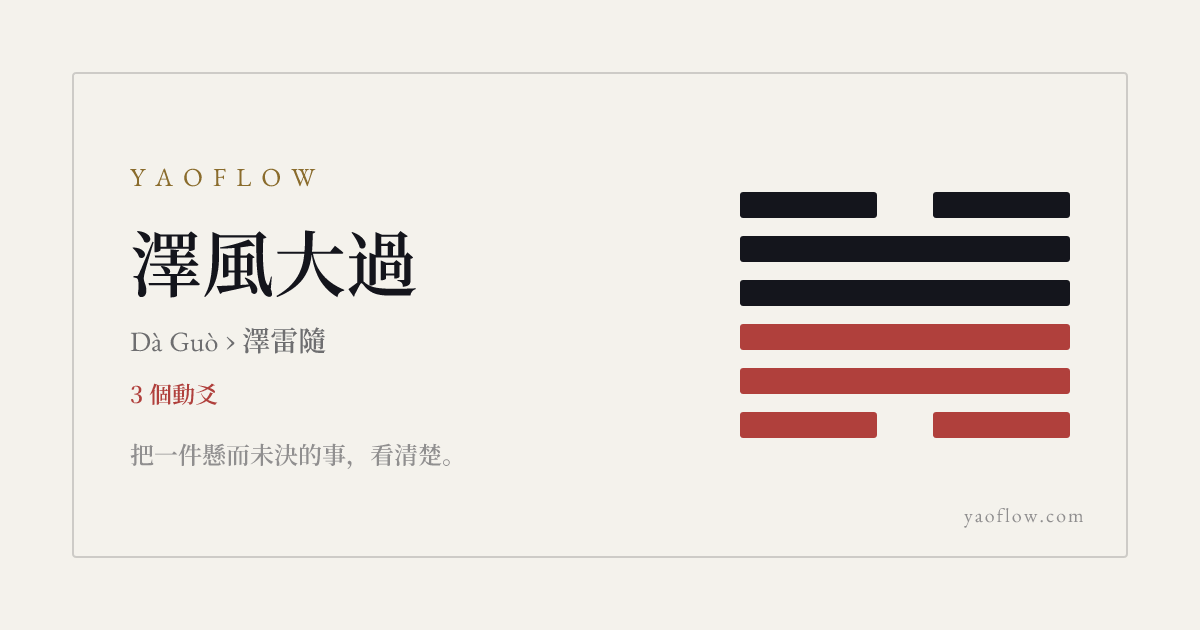 YAOFLOW
澤風大過
Dà Guò › 澤雷隨
3 個動爻
把一件懸而未決的事，看清楚。
yaoflow.com